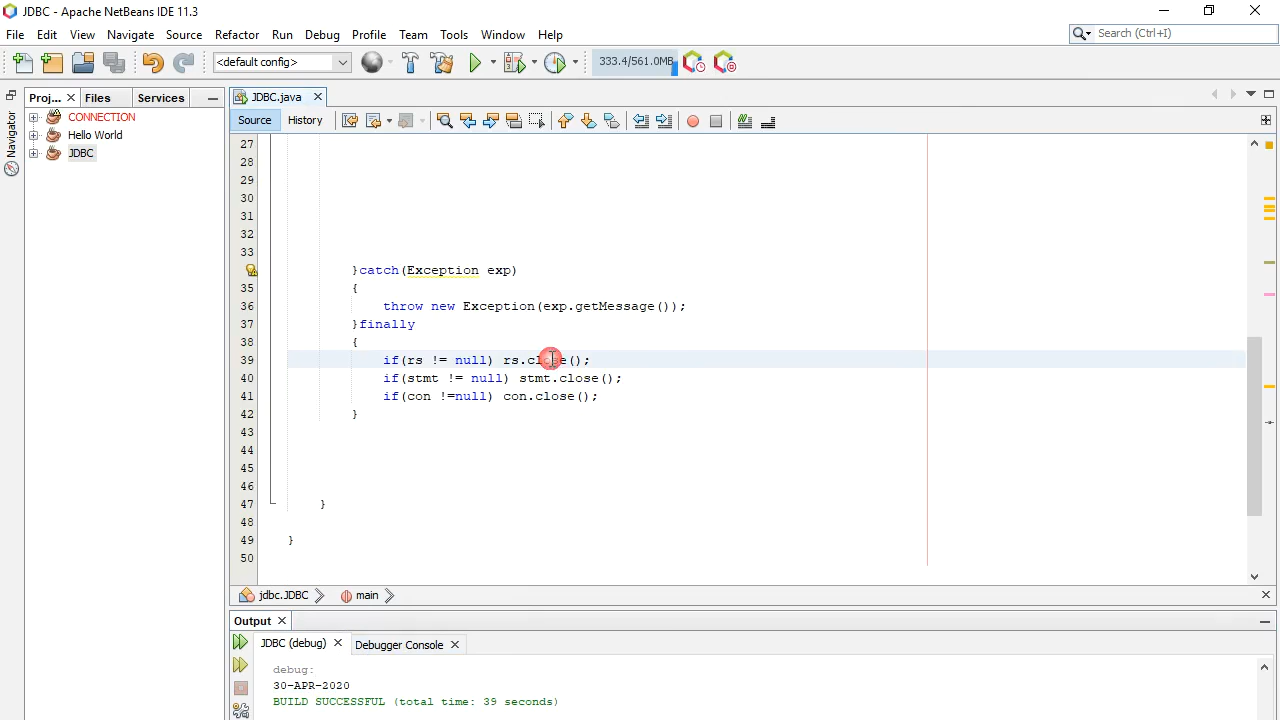 JDBC - Apache NetBeans IDE 11.3
File Edit View Navigate Source Refactor Run Debug Profile Team Tools Window Help
Search (Ctrl+I)
<default config>
333.4/561.0MB
Proj... Files Services
JDBC.java
Navigator
CONNECTION
Hello World
JDBC
Source History
27
28
29
30
31
32
33
}catch(Exception exp)
35 {
36 throw new Exception(exp.getMessage());
37 }finally
38 {
39 if(rs != null) rs.close();
40 if(stmt != null) stmt.close();
41 if(con !=null) con.close();
42 }
43
44
45
46
47 }
48
49 }
50
jdbc.JDBC main
Output
JDBC (debug) Debugger Console
debug:
30-APR-2020
BUILD SUCCESSFUL (total time: 39 seconds)